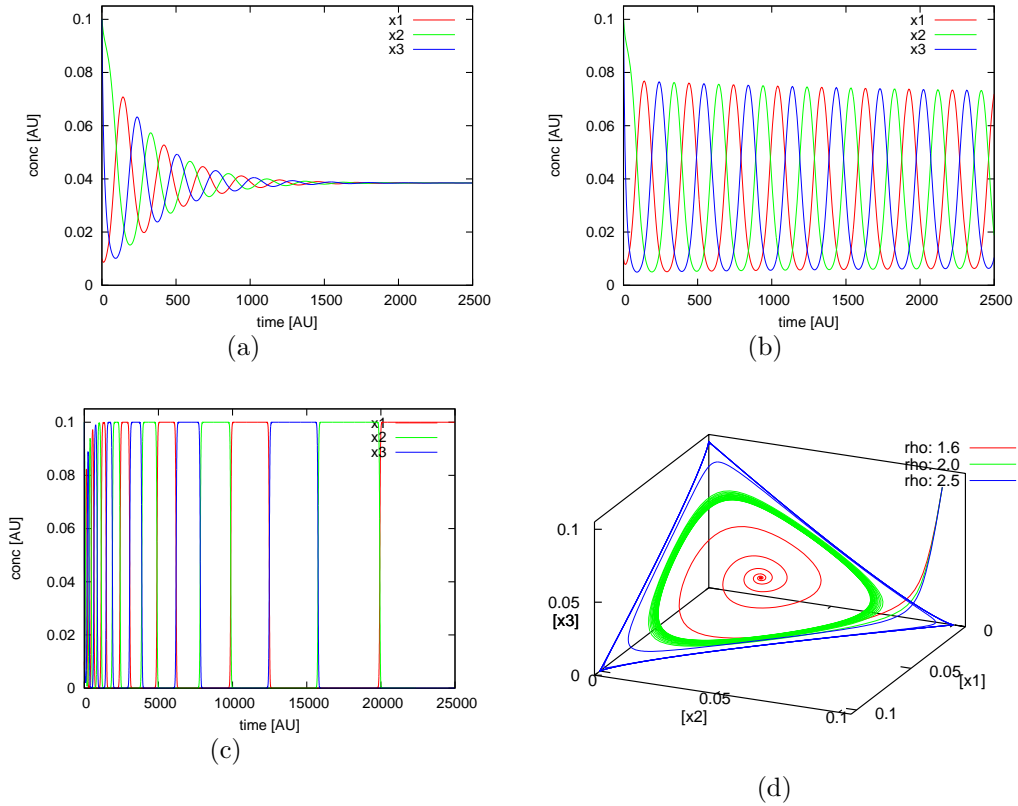 conc [AU]
0.1
0.08
0.06
0.04
0.02
0
x1
x2
x3
0 500 1000 1500 2000 2500
time [AU]
(a)
conc [AU]
0.1
0.08
0.06
0.04
0.02
0
x1
x2
x3
0 500 1000 1500 2000 2500
time [AU]
(b)
conc [AU]
0.1
0.08
0.06
0.04
0.02
0
x1
x2
x3
0 5000 10000 15000 20000 25000
time [AU]
(c)
rho: 1.6
rho: 2.0
rho: 2.5
0.1
0.05
[x3]
0
0
0.05
[x2]
0.1
0
0.05
[x1]
0.1
(d)